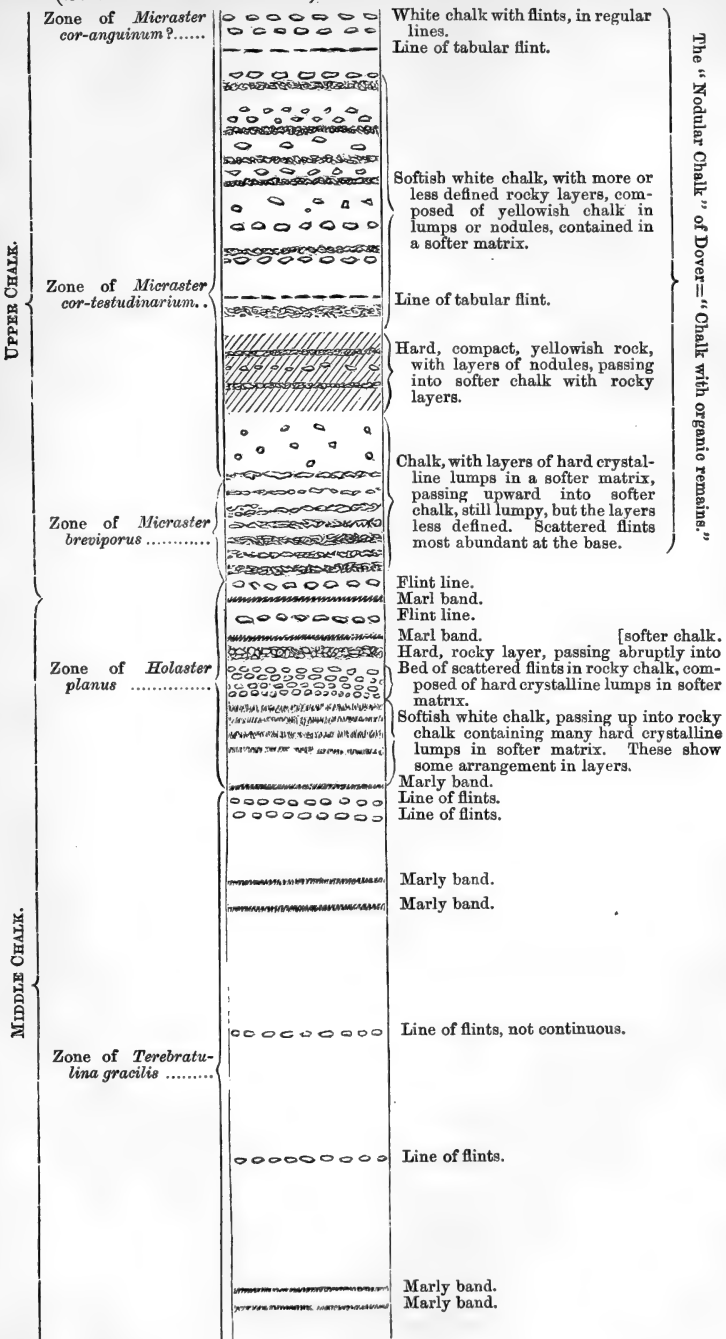 Zone of Micraster
cor-anguinum?......
White chalk with flints, in regular
lines.
Line of tabular flint.
Softish white chalk, with more or
less defined rocky layers, com-
posed of yellowish chalk in
lumps or nodules, contained in
a softer matrix.
Zone of Micraster
cor-testudinarium..
Line of tabular flint.
Hard, compact, yellowish rock,
with layers of nodules, passing
into softer chalk with rocky
layers.
Chalk, with layers of hard crystal-
line lumps in a softer matrix,
passing upward into softer
chalk, still lumpy, but the layers
less defined. Scattered flints
most abundant at the base.
Zone of Micraster
breviporus ............
The "Nodular Chalk" of Dover="Chalk with organic remains."
UPPER CHALK.
Flint line.
Marl band.
Flint line.
Marl band. [softer chalk.
Hard, rocky layer, passing abruptly into
Zone of Holaster
planus ...............
Bed of scattered flints in rocky chalk, com-
posed of hard crystalline lumps in softer
matrix.
Softish white chalk, passing up into rocky
chalk containing many hard crystalline
lumps in softer matrix. These show
some arrangement in layers.
Marly band.
Line of flints.
Line of flints.
Marly band.
Marly band.
MIDDLE CHALK.
Line of flints, not continuous.
Zone of Terebratu-
lina gracilis .........
Line of flints.
Marly band.
Marly band.